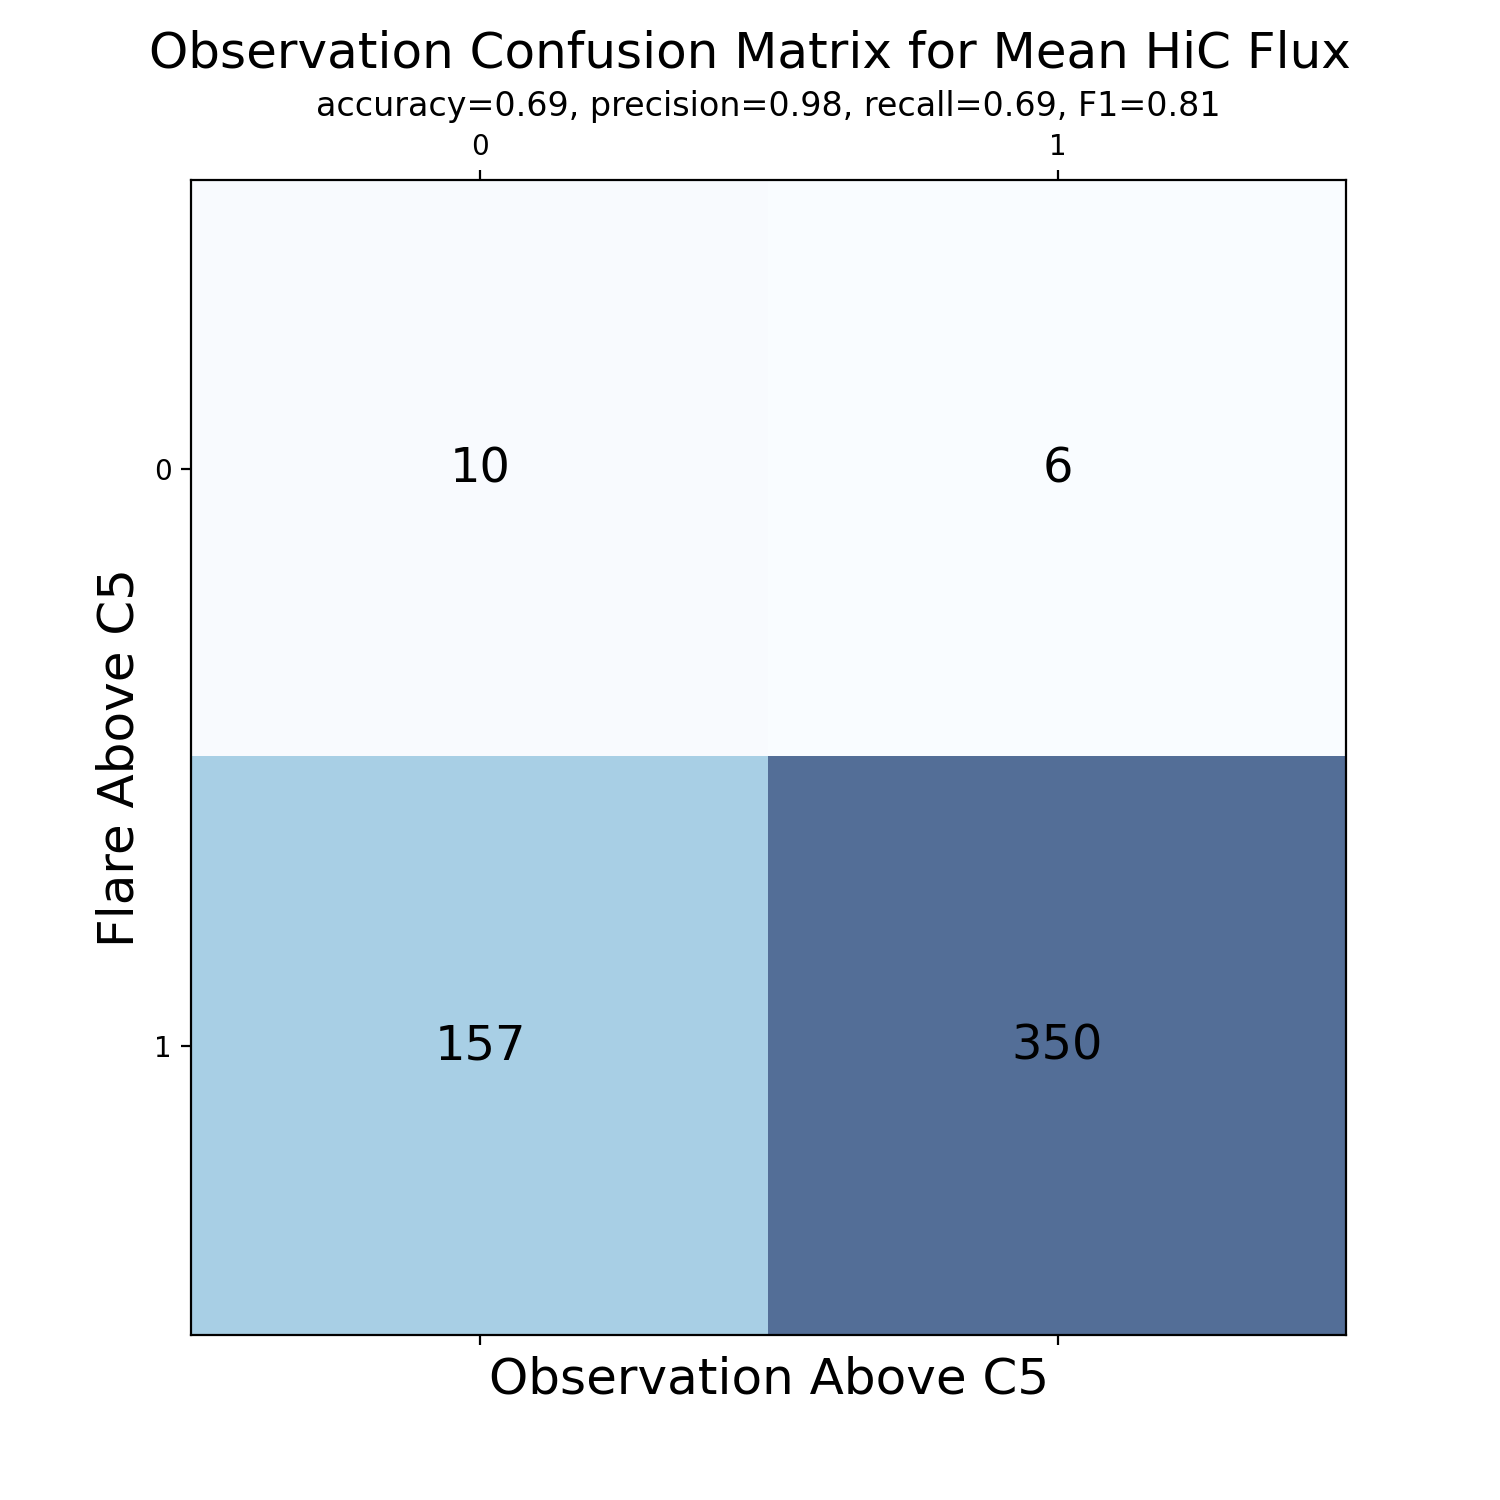 Observation Confusion Matrix for Mean HiC Flux
accuracy=0.69, precision=0.98, recall=0.69, F1=0.81
0 1
0
10 6
Flare Above C5
1
157 350
Observation Above C5